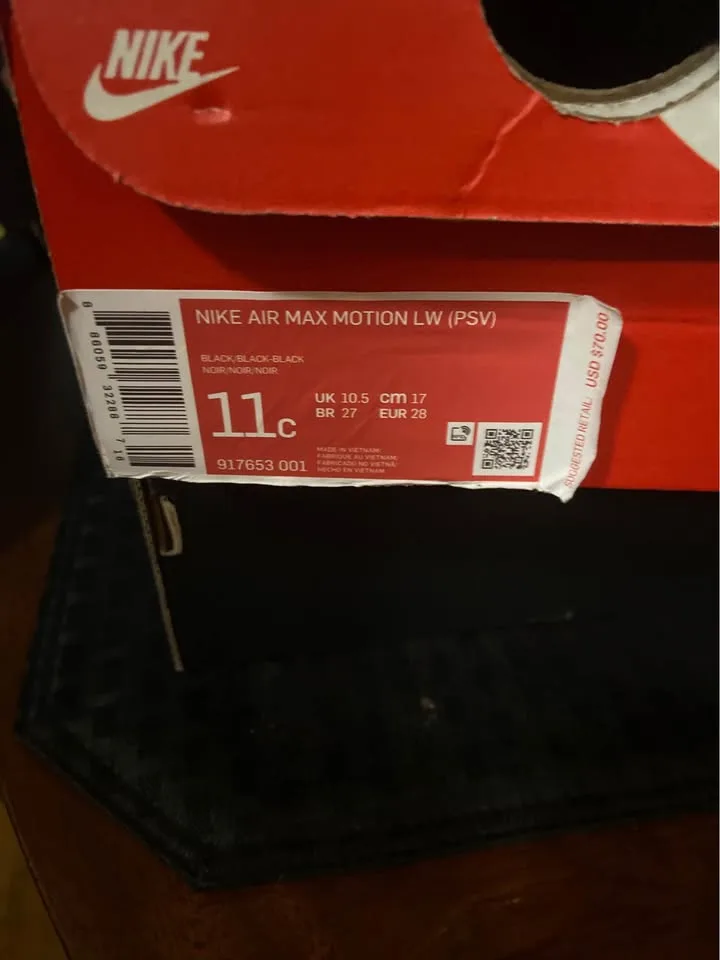 NIKE
NIKE AIR MAX MOTION LW (PSV)
BLACK/BLACK-BLACK
NOIR/NOIR/NOIR
11C
UK 10.5 cm 17
BR 27 EUR 28
917653 001
MADE IN VIETNAM:
FABRIQUE AU VIETNAM:
FABRICADO NO VIETNÃ:
HECHO EN VIETNAM
SUGGESTED RETAIL: USD $70.00